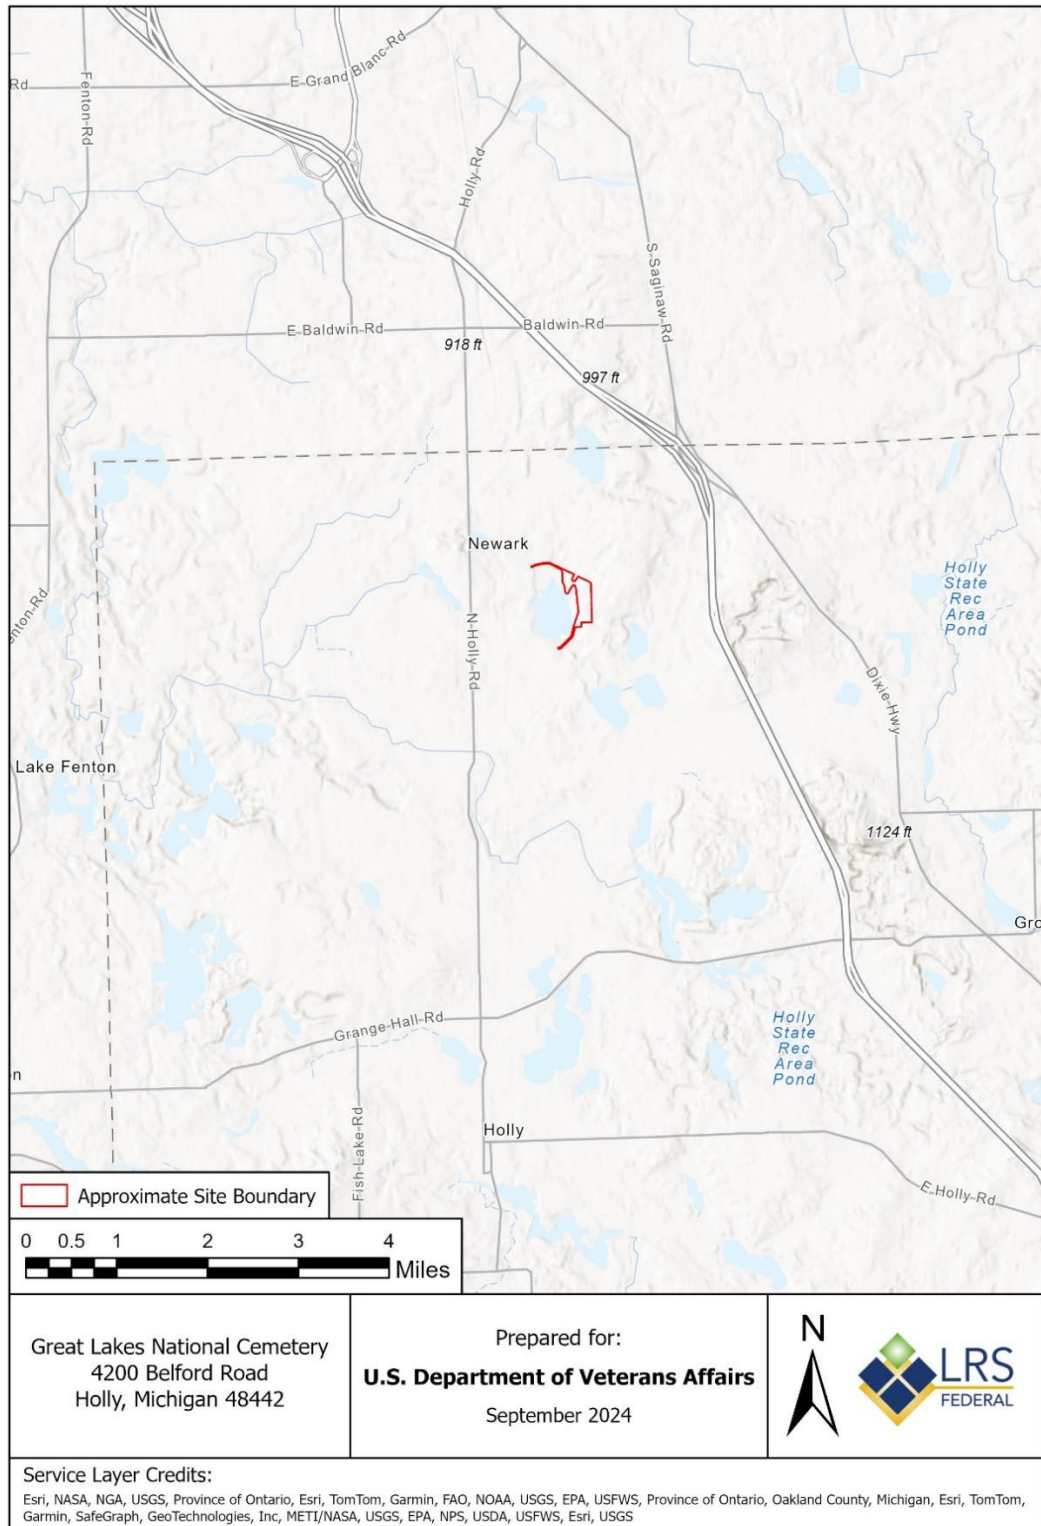 E Grand Blanc-Rd
Rd
Fenton-Rd
Holly-Rd
S-Saginaw-Rd
E-Baldwin-Rd
Baldwin-Rd
918 ft
997 ft
Newark
Holly
State
Rec
Area
Pond
enton-Rd
N-Holly-Rd
Dixie-Hwy
Lake Fenton
1124 ft
Gro
Grange-Hall-Rd
Holly
State
Rec
Area
Pond
n
Fish-Lake-Rd
Holly
E-Holly-Rd
Approximate Site Boundary
0 0.5 1 2 3 4
Miles
Great Lakes National Cemetery
4200 Belford Road
Holly, Michigan 48442
Prepared for:
U.S. Department of Veterans Affairs
September 2024
N
LRS
FEDERAL
Service Layer Credits:
Esri, NASA, NGA, USGS, Province of Ontario, Esri, TomTom, Garmin, FAO, NOAA, USGS, EPA, USFWS, Province of Ontario, Oakland County, Michigan, Esri, TomTom,
Garmin, SafeGraph, GeoTechnologies, Inc, METI/NASA, USGS, EPA, NPS, USDA, USFWS, Esri, USGS